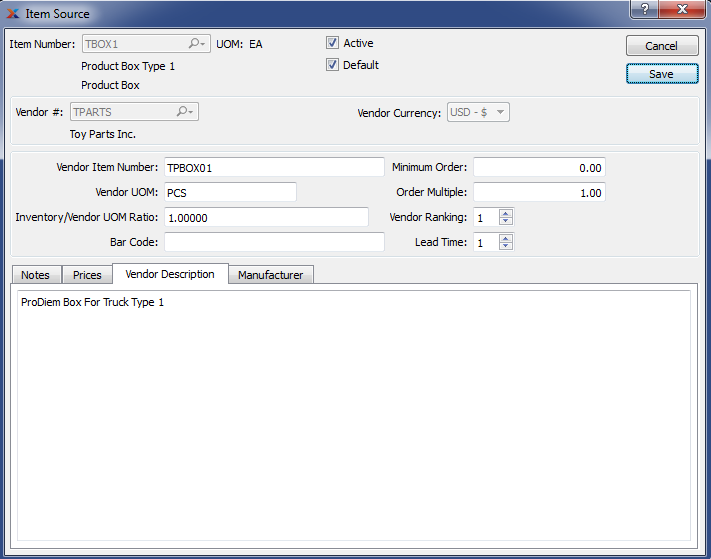 Item Source
?
Item Number: TBOX1 UOM: EA Active Cancel
Product Box Type 1 Default Save
Product Box
Vendor #: TPARTS Vendor Currency: USD - $
Toy Parts Inc.
Vendor Item Number: TPBOX01 Minimum Order: 0.00
Vendor UOM: PCS Order Multiple: 1.00
Inventory/Vendor UOM Ratio: 1.00000 Vendor Ranking: 1
Bar Code: Lead Time: 1
Notes Prices Vendor Description Manufacturer
ProDiem Box For Truck Type 1